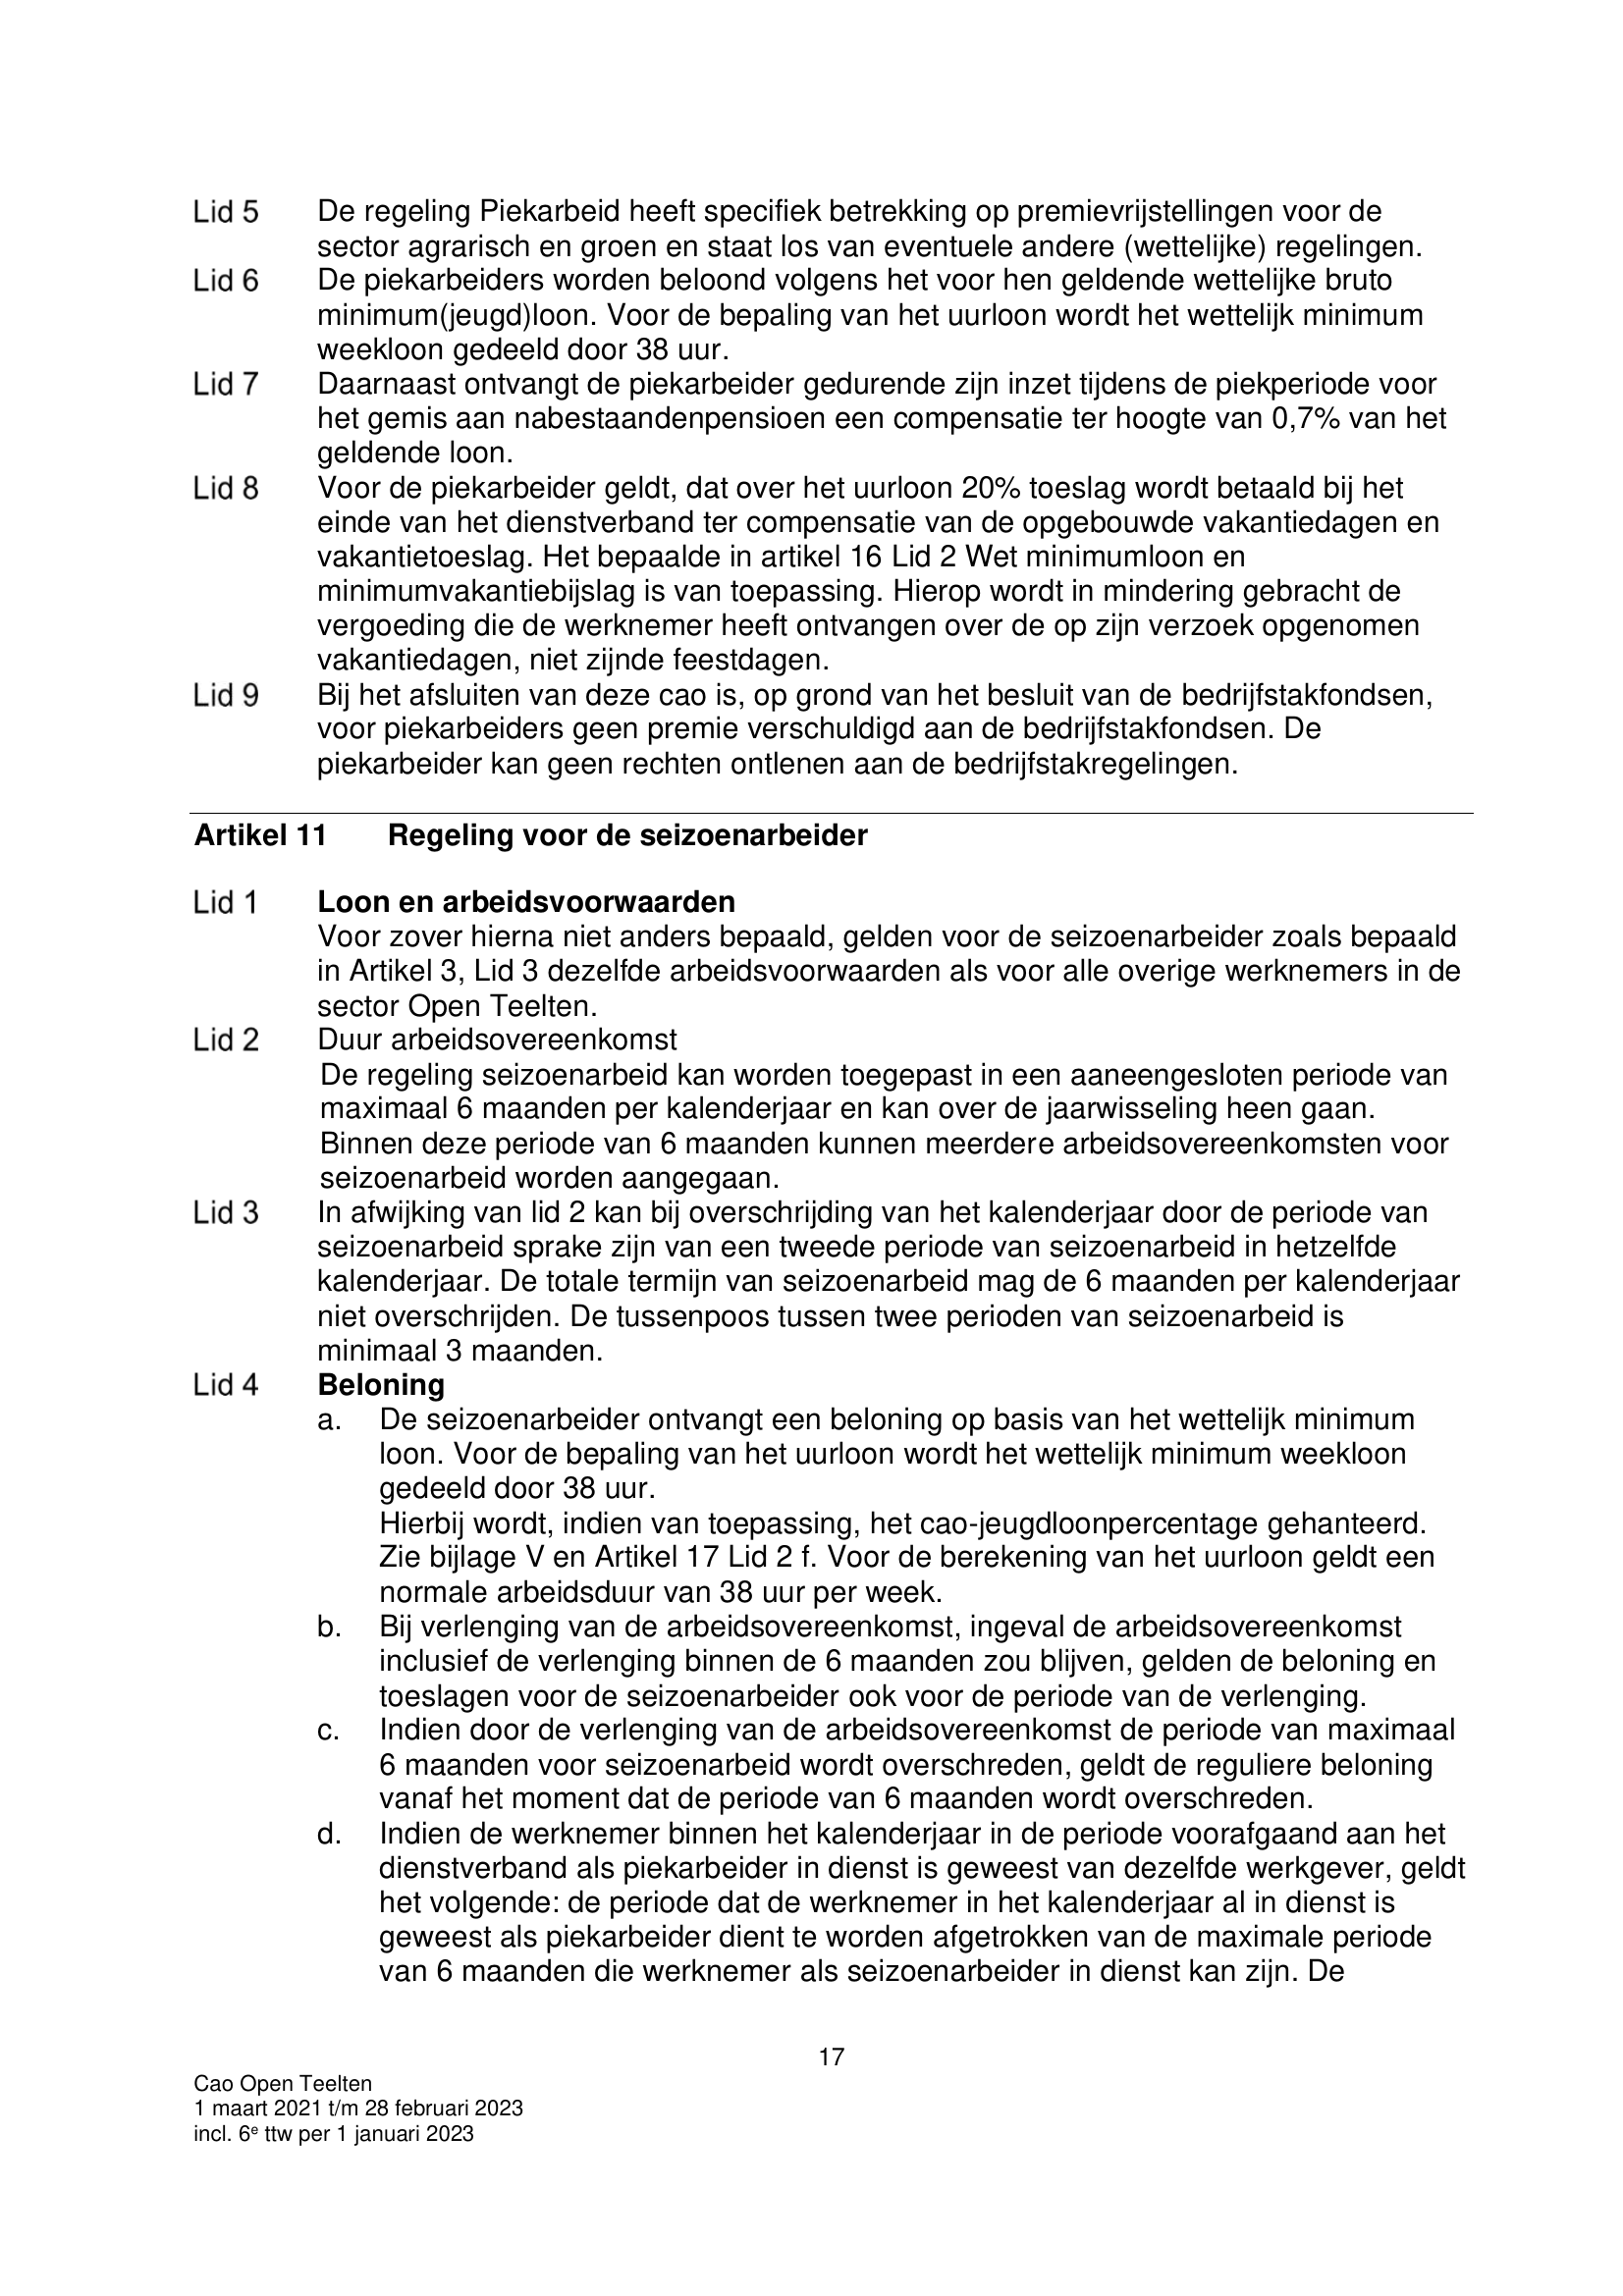 Lid 5 De regeling Piekarbeid heeft specifiek betrekking op premievrijstellingen voor de
sector agrarisch en groen en staat los van eventuele andere (wettelijke) regelingen.
Lid 6 De piekarbeiders worden beloond volgens het voor hen geldende wettelijke bruto
minimum(jeugd)loon. Voor de bepaling van het uurloon wordt het wettelijk minimum
weekloon gedeeld door 38 uur.
Lid 7 Daarnaast ontvangt de piekarbeider gedurende zijn inzet tijdens de piekperiode voor
het gemis aan nabestaandenpensioen een compensatie ter hoogte van 0,7% van het
geldende loon.
Lid 8 Voor de piekarbeider geldt, dat over het uurloon 20% toeslag wordt betaald bij het
einde van het dienstverband ter compensatie van de opgebouwde vakantiedagen en
vakantietoeslag. Het bepaalde in artikel 16 Lid 2 Wet minimumloon en
minimumvakantiebijslag is van toepassing. Hierop wordt in mindering gebracht de
vergoeding die de werknemer heeft ontvangen over de op zijn verzoek opgenomen
vakantiedagen, niet zijnde feestdagen.
Lid 9 Bij het afsluiten van deze cao is, op grond van het besluit van de bedrijfstakfondsen,
voor piekarbeiders geen premie verschuldigd aan de bedrijfstakfondsen. De
piekarbeider kan geen rechten ontlenen aan de bedrijfstakregelingen.
Artikel 11 Regeling voor de seizoenarbeider
Lid 1 Loon en arbeidsvoorwaarden
Voor zover hierna niet anders bepaald, gelden voor de seizoenarbeider zoals bepaald
in Artikel 3, Lid 3 dezelfde arbeidsvoorwaarden als voor alle overige werknemers in de
sector Open Teelten.
Lid 2 Duur arbeidsovereenkomst
De regeling seizoenarbeid kan worden toegepast in een aaneengesloten periode van
maximaal 6 maanden per kalenderjaar en kan over de jaarwisseling heen gaan.
Binnen deze periode van 6 maanden kunnen meerdere arbeidsovereenkomsten voor
seizoenarbeid worden aangegaan.
Lid 3 In afwijking van lid 2 kan bij overschrijding van het kalenderjaar door de periode van
seizoenarbeid sprake zijn van een tweede periode van seizoenarbeid in hetzelfde
kalenderjaar. De totale termijn van seizoenarbeid mag de 6 maanden per kalenderjaar
niet overschrijden. De tussenpoos tussen twee perioden van seizoenarbeid is
minimaal 3 maanden.
Lid 4 Beloning
a. De seizoenarbeider ontvangt een beloning op basis van het wettelijk minimum
loon. Voor de bepaling van het uurloon wordt het wettelijk minimum weekloon
gedeeld door 38 uur.
Hierbij wordt, indien van toepassing, het cao-jeugdloonpercentage gehanteerd.
Zie bijlage V en Artikel 17 Lid 2 f. Voor de berekening van het uurloon geldt een
normale arbeidsduur van 38 uur per week.
b. Bij verlenging van de arbeidsovereenkomst, ingeval de arbeidsovereenkomst
inclusief de verlenging binnen de 6 maanden zou blijven, gelden de beloning en
toeslagen voor de seizoenarbeider ook voor de periode van de verlenging.
c. Indien door de verlenging van de arbeidsovereenkomst de periode van maximaal
6 maanden voor seizoenarbeid wordt overschreden, geldt de reguliere beloning
vanaf het moment dat de periode van 6 maanden wordt overschreden.
d. Indien de werknemer binnen het kalenderjaar in de periode voorafgaand aan het
dienstverband als piekarbeider in dienst is geweest van dezelfde werkgever, geldt
het volgende: de periode dat de werknemer in het kalenderjaar al in dienst is
geweest als piekarbeider dient te worden afgetrokken van de maximale periode
van 6 maanden die werknemer als seizoenarbeider in dienst kan zijn. De
17
Cao Open Teelten
1 maart 2021 t/m 28 februari 2023
incl. 6e ttw per 1 januari 2023